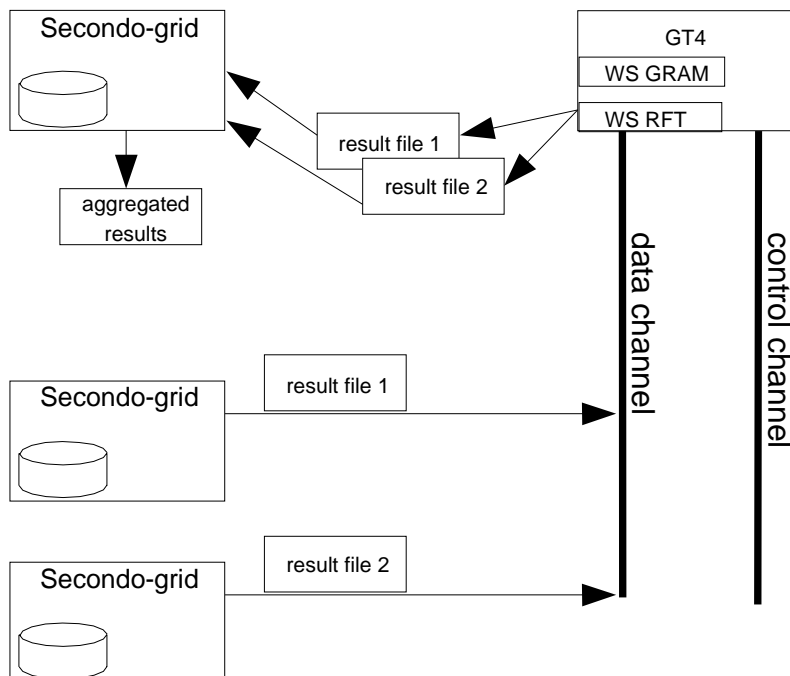 Secondo-grid
GT4
WS GRAM
WS RFT
result file 1
result file 2
aggregated
results
data channel
control channel
Secondo-grid
result file 1
Secondo-grid
result file 2